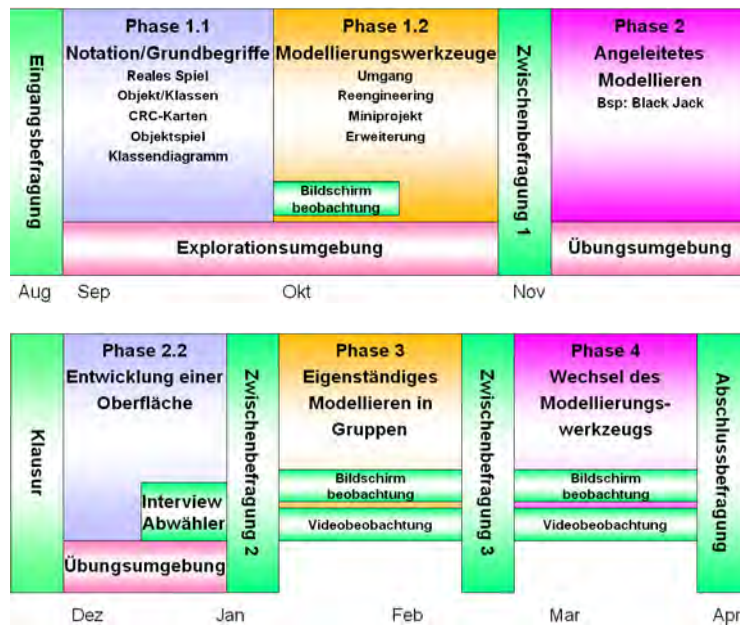 Eingangsbefragung
Phase 1.1
Notation/Grundbegriffe
Reales Spiel
Objekt/Klassen
CRC-Karten
Objektspiel
Klassendiagramm
Phase 1.2
Modellierungswerkzeuge
Umgang
Reengineering
Miniprojekt
Erweiterung
Bildschirm
beobachtung
Explorationsumgebung
Zwischenbefragung 1
Phase 2
Angeleitetes
Modellieren
Bsp: Black Jack
Übungsumgebung
Aug
Sep
Okt
Nov
Klausur
Phase 2.2
Entwicklung einer
Oberfläche
Interview
Abwähler
Übungsumgebung
Zwischenbefragung 2
Phase 3
Eigenständiges
Modellieren in
Gruppen
Bildschirm
beobachtung
Videobeobachtung
Zwischenbefragung 3
Phase 4
Wechsel des
Modellierungs-
werkzeugs
Bildschirm
beobachtung
Videobeobachtung
Abschlussbefragung
Dez
Jan
Feb
Mar
Apr